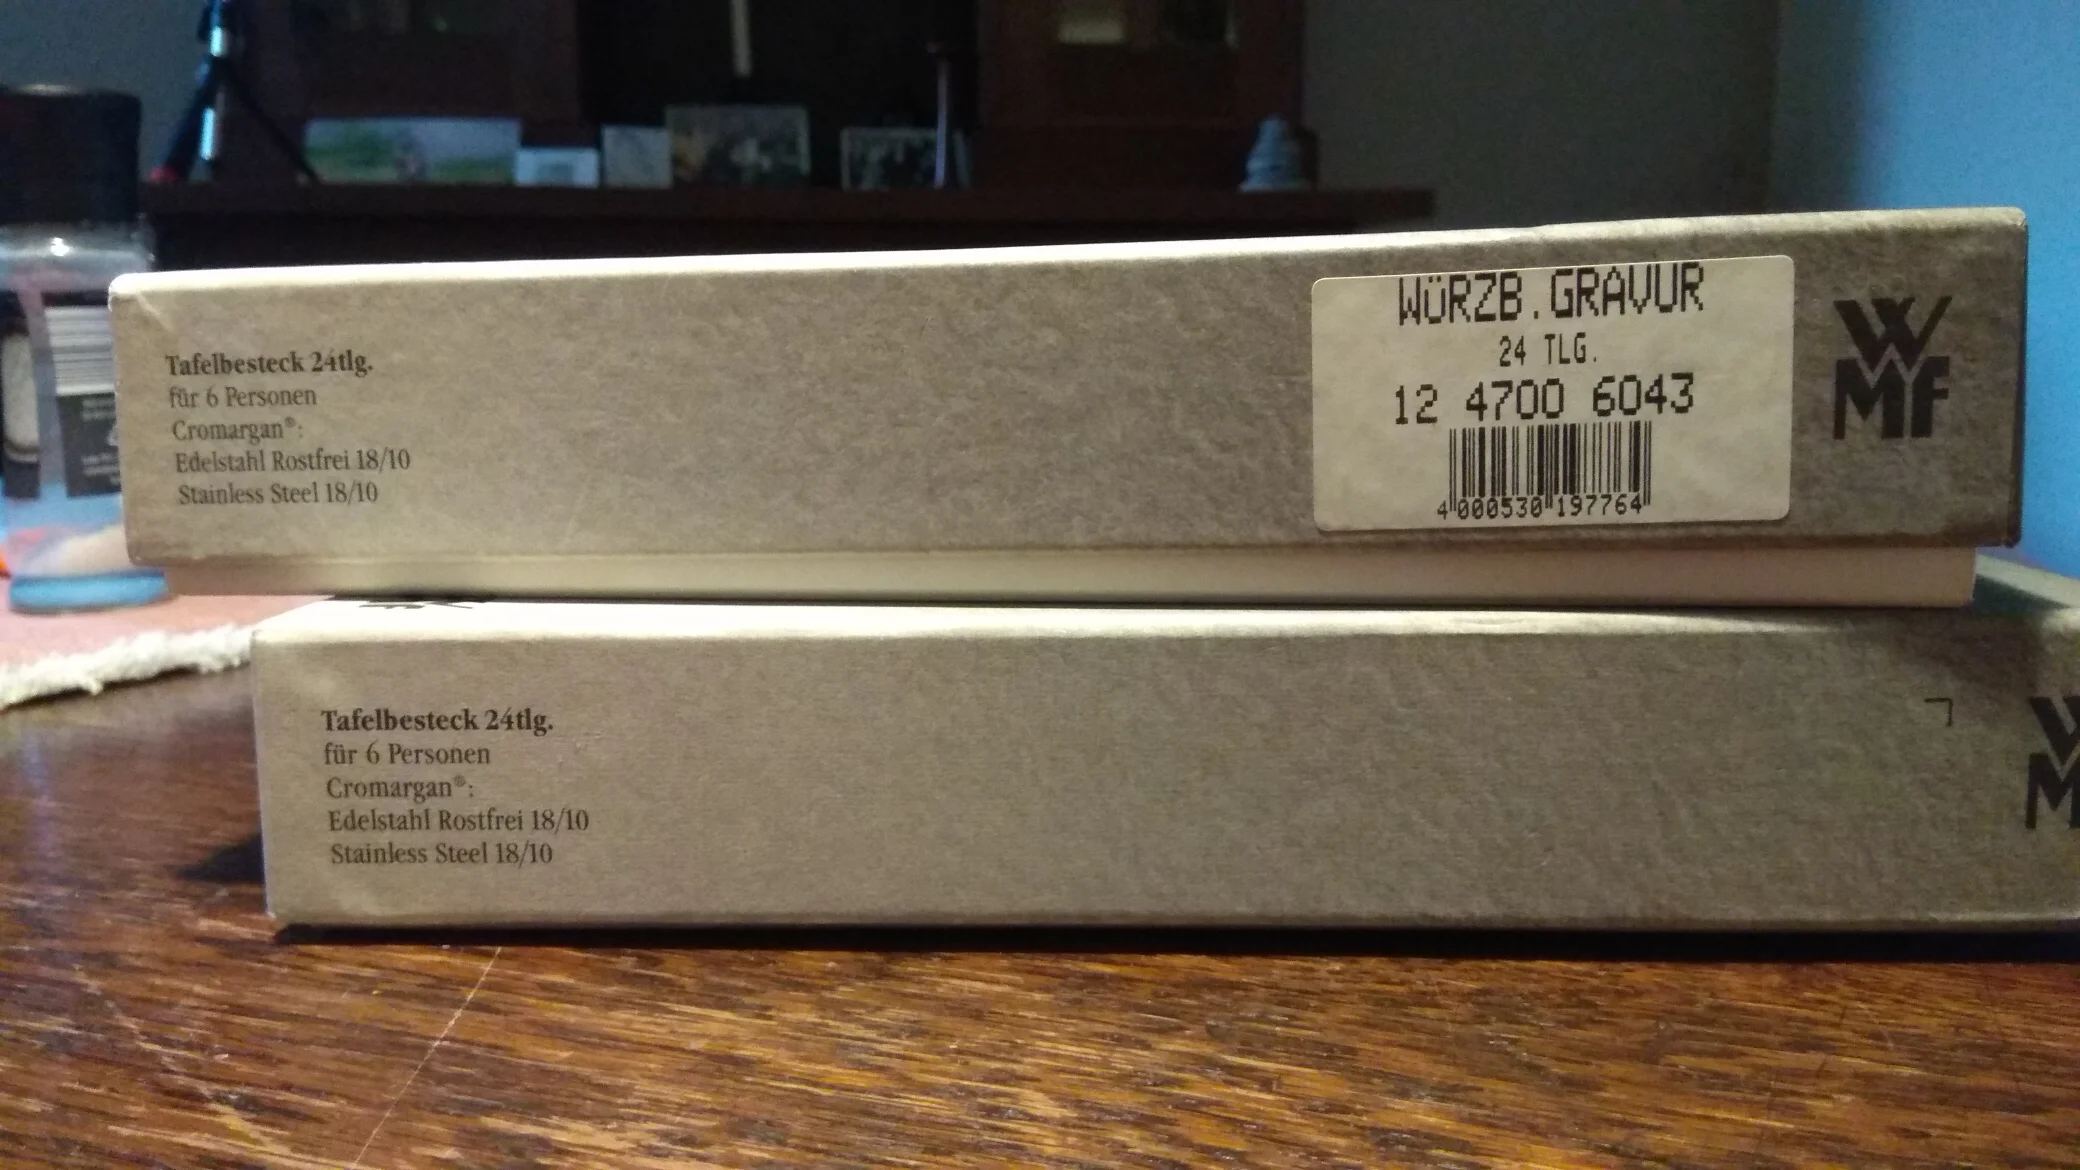 Tafelbesteck 24tlg.
für 6 Personen
Cromargan®:
Edelstahl Rostfrei 18/10
Stainless Steel 18/10
WÜRZB.GRAVUR
24 TLG.
12 4700 6043
4 000530 197764
WMF
Tafelbesteck 24tlg.
für 6 Personen
Cromargan®:
Edelstahl Rostfrei 18/10
Stainless Steel 18/10